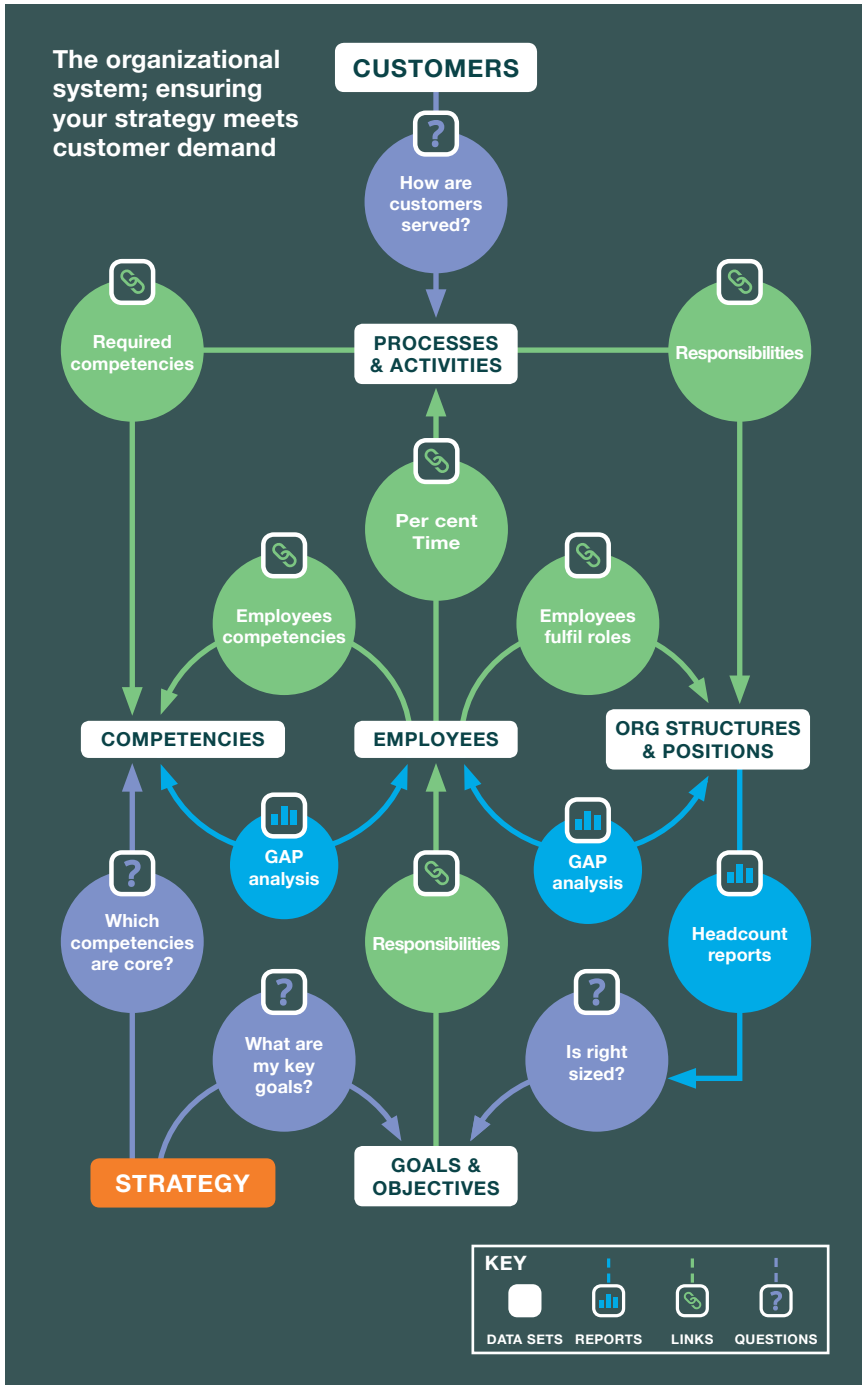 The organizational
system; ensuring
your strategy meets
customer demand
CUSTOMERS
?
How are
customers
served?
Required
competencies
PROCESSES
& ACTIVITIES
Responsibilities
Per cent
Time
Employees
competencies
Employees
fulfil roles
COMPETENCIES
EMPLOYEES
ORG STRUCTURES
& POSITIONS
GAP
analysis
GAP
analysis
?
Which
competencies
are core?
Responsibilities
Headcount
reports
?
What are
my key
goals?
?
Is right
sized?
STRATEGY
GOALS &
OBJECTIVES
KEY
?
DATA SETS
REPORTS
LINKS
QUESTIONS